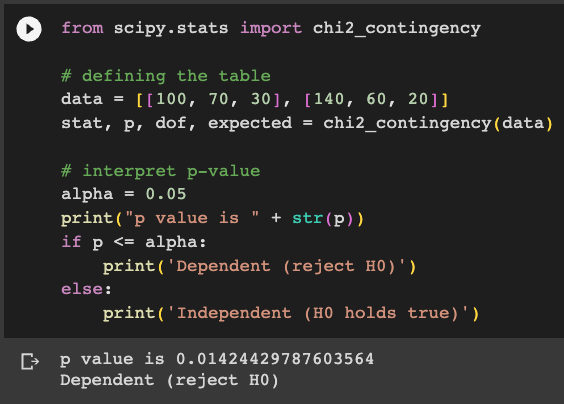 from scipy.stats import chi2_contingency
# defining the table
data = [[100, 70, 30], [140, 60, 20]]
stat, p, dof, expected = chi2_contingency(data)
# interpret p-value
alpha = 0.05
print("p value is " + str(p))
if p <= alpha:
    print('Dependent (reject H0)')
else:
    print('Independent (H0 holds true)')
p value is 0.01424429787603564
Dependent (reject H0)